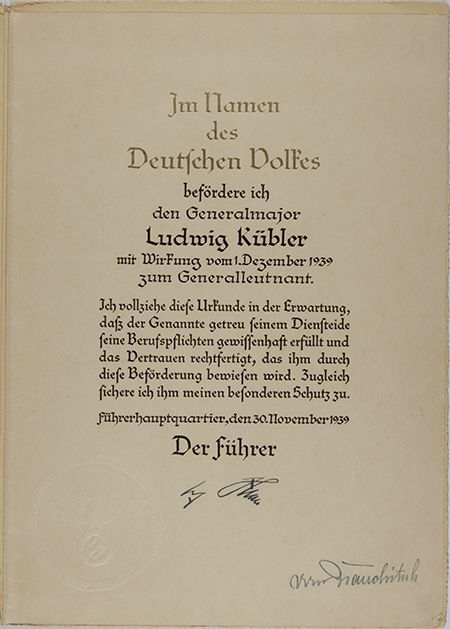 Im Namen
des
Deutschen Volkes
befördere ich
den Generalmajor
Ludwig Kübler
mit Wirkung vom 1. Dezember 1939
zum Generalleutnant.
Ich vollziehe diese Urkunde in der Erwartung,
daß der Genannte getreu seinem Diensteide
seine Berufspflichten gewissenhaft erfüllt und
das Vertrauen rechtfertigt, das ihm durch
diese Beförderung bewiesen wird. Zugleich
sichere ich ihm meinen besonderen Schutz zu.
Führerhauptquartier, den 30. November 1939
Der Führer
von Brauchitsch